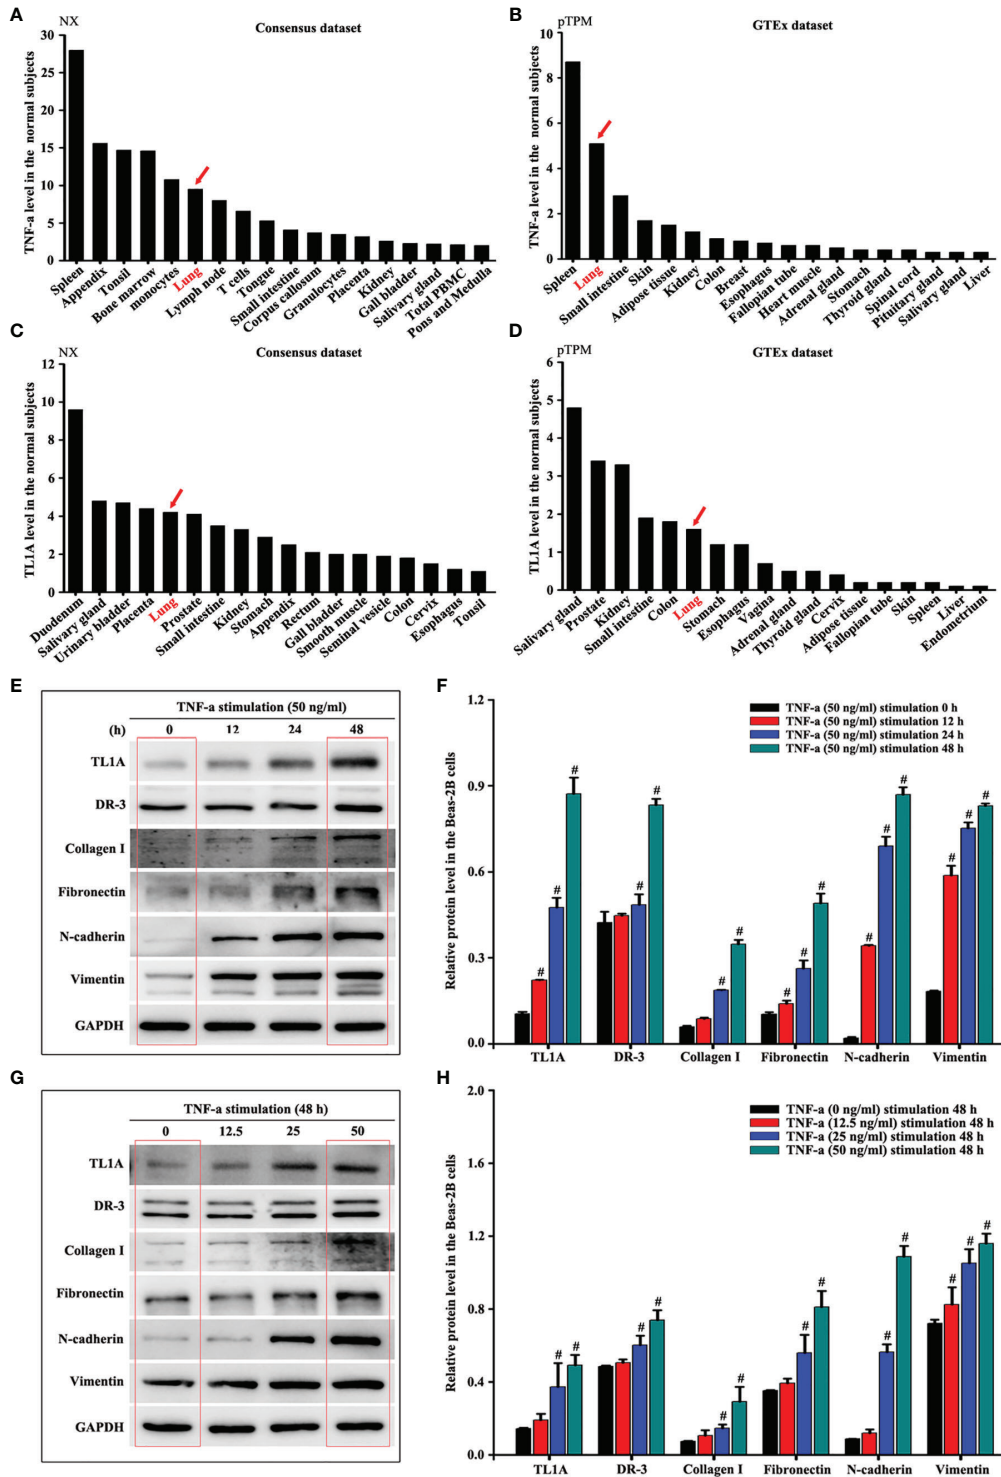 A
NX
Consensus dataset
TNF-a level in the normal subjects
30
25
20
15
10
5
0
Spleen
Appendix
Tonsil
Bone marrow
monocytes
Lung
Lymph node
T cells
Tongue
Small intestine
Corpus callosum
Granulocytes
Placenta
Kidney
Gall bladder
Salivary gland
Total PBMC
Pons and Medulla
B
pTPM
GTEx dataset
TNF-a level in the normal subjects
10
8
6
4
2
0
Spleen
Lung
Small intestine
Skin
Adipose tissue
Kidney
Colon
Breast
Esophagus
Fallopian tube
Heart muscle
Adrenal gland
Stomach
Thyroid gland
Spinal cord
Pituitary gland
Salivary gland
Liver
C
NX
Consensus dataset
TL1A level in the normal subjects
12
10
8
6
4
2
0
Duodenum
Salivary gland
Urinary bladder
Placenta
Lung
Prostate
Small intestine
Kidney
Stomach
Appendix
Rectum
Gall bladder
Smooth muscle
Seminal vesicle
Colon
Cervix
Esophagus
Tonsil
D
pTPM
GTEx dataset
TL1A level in the normal subjects
6
5
4
3
2
1
0
Salivary gland
Prostate
Kidney
Small intestine
Colon
Lung
Stomach
Esophagus
Vagina
Adrenal gland
Thyroid gland
Cervix
Adipose tissue
Fallopian tube
Skin
Spleen
Liver
Endometrium
E
TNF-a stimulation (50 ng/ml)
(h) 0 12 24 48
TL1A
DR-3
Collagen I
Fibronectin
N-cadherin
Vimentin
GAPDH
F
Relative protein level in the Beas-2B cells
1.2
0.9
0.6
0.3
0.0
TNF-a (50 ng/ml) stimulation 0 h
TNF-a (50 ng/ml) stimulation 12 h
TNF-a (50 ng/ml) stimulation 24 h
TNF-a (50 ng/ml) stimulation 48 h
# # #
#
# #
# # #
# # #
# # #
TL1A DR-3 Collagen I Fibronectin N-cadherin Vimentin
G
TNF-a stimulation (48 h)
0 12.5 25 50
TL1A
DR-3
Collagen I
Fibronectin
N-cadherin
Vimentin
GAPDH
H
Relative protein level in the Beas-2B cells
2.0
1.6
1.2
0.8
0.4
0.0
TNF-a (0 ng/ml) stimulation 48 h
TNF-a (12.5 ng/ml) stimulation 48 h
TNF-a (25 ng/ml) stimulation 48 h
TNF-a (50 ng/ml) stimulation 48 h
# #
# #
# #
# #
# #
# # #
TL1A DR-3 Collagen I Fibronectin N-cadherin Vimentin